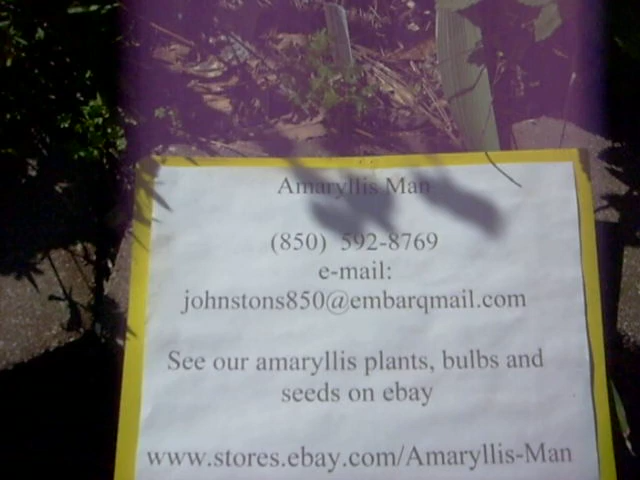 Amaryllis Man
(850) 592-8769
e-mail:
johnstons850@embarqmail.com
See our amaryllis plants, bulbs and
seeds on ebay
www.stores.ebay.com/Amaryllis-Man